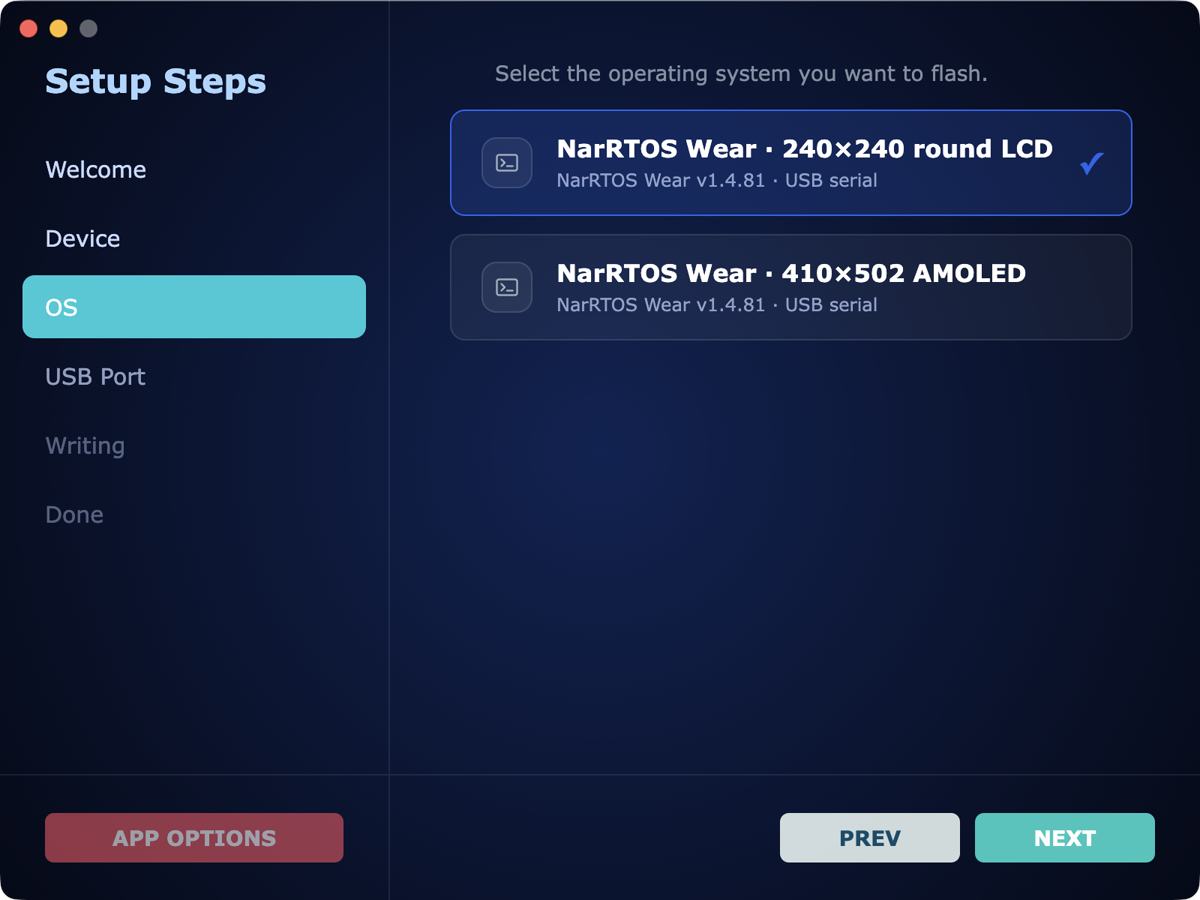 Setup Steps
Welcome
Device
OS
USB Port
Writing
Done
APP OPTIONS
Select the operating system you want to flash.
NarRTOS Wear · 240×240 round LCD
NarRTOS Wear v1.4.81 · USB serial
NarRTOS Wear · 410×502 AMOLED
NarRTOS Wear v1.4.81 · USB serial
PREV
NEXT